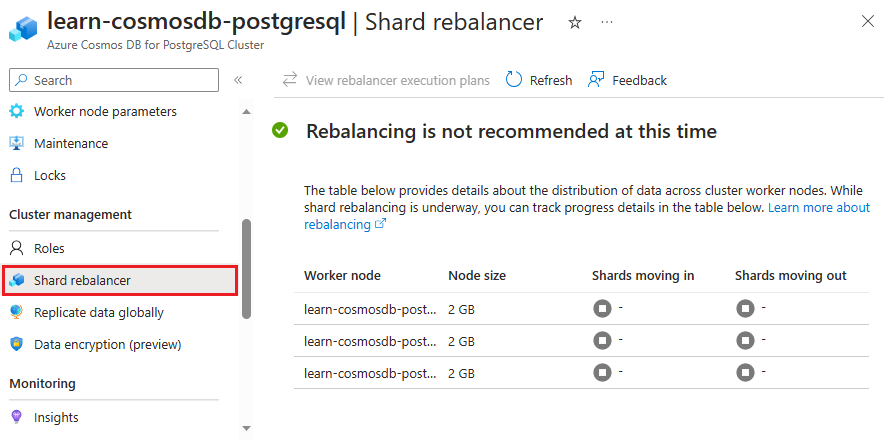 learn-cosmosdb-postgresql | Shard rebalancer
Azure Cosmos DB for PostgreSQL Cluster
Search
Worker node parameters
Maintenance
Locks
Cluster management
Roles
Shard rebalancer
Replicate data globally
Data encryption (preview)
Monitoring
Insights
View rebalancer execution plans Refresh Feedback
Rebalancing is not recommended at this time
The table below provides details about the distribution of data across cluster worker nodes. While
shard rebalancing is underway, you can track progress details in the table below. Learn more about
rebalancing
Worker node Node size Shards moving in Shards moving out
learn-cosmosdb-post... 2 GB - -
learn-cosmosdb-post... 2 GB - -
learn-cosmosdb-post... 2 GB - -